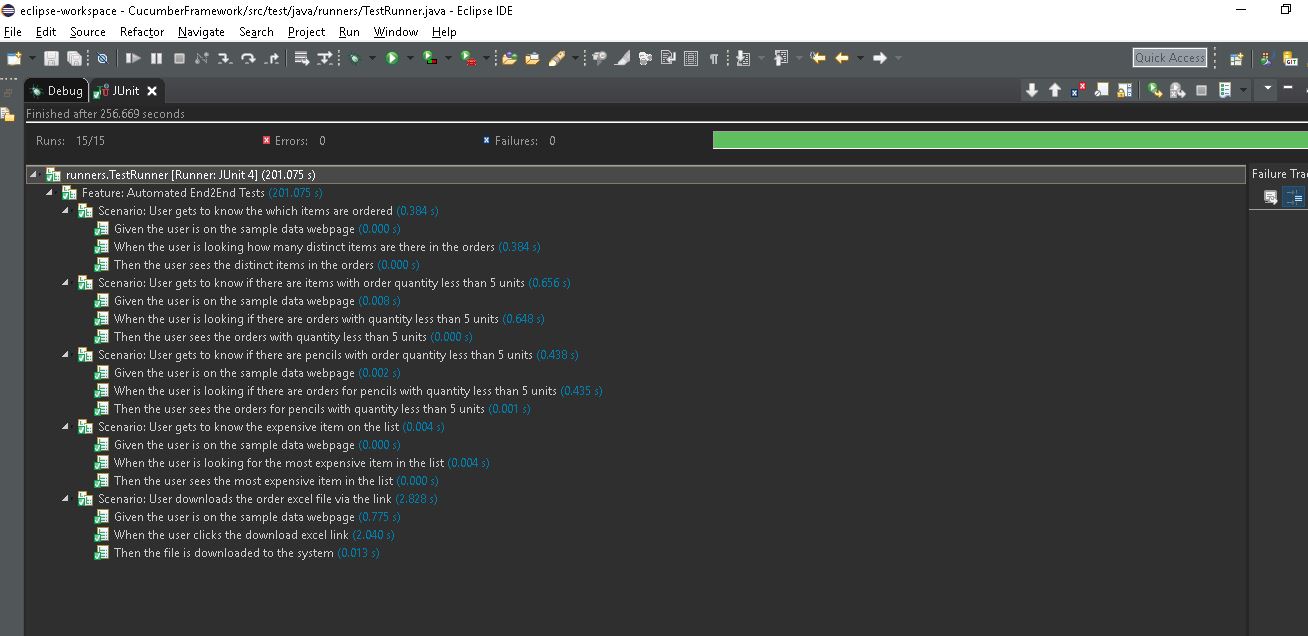 eclipse-workspace - CucumberFramework/src/test/java/runners/TestRunner.java - Eclipse IDE
File Edit Source Refactor Navigate Search Project Run Window Help
Quick Access
Debug JUnit
Finished after 256.669 seconds
Runs: 15/15 Errors: 0 Failures: 0
runners.TestRunner [Runner: JUnit 4] (201.075 s)
Failure Trac
Feature: Automated End2End Tests (201.075 s)
Scenario: User gets to know the which items are ordered (0.384 s)
Given the user is on the sample data webpage (0.000 s)
When the user is looking how many distinct items are there in the orders (0.384 s)
Then the user sees the distinct items in the orders (0.000 s)
Scenario: User gets to know if there are items with order quantity less than 5 units (0.656 s)
Given the user is on the sample data webpage (0.008 s)
When the user is looking if there are orders with quantity less than 5 units (0.648 s)
Then the user sees the orders with quantity less than 5 units (0.000 s)
Scenario: User gets to know if there are pencils with order quantity less than 5 units (0.438 s)
Given the user is on the sample data webpage (0.002 s)
When the user is looking if there are orders for pencils with quantity less than 5 units (0.435 s)
Then the user sees the orders for pencils with quantity less than 5 units (0.001 s)
Scenario: User gets to know the expensive item on the list (0.004 s)
Given the user is on the sample data webpage (0.000 s)
When the user is looking for the most expensive item in the list (0.004 s)
Then the user sees the most expensive item in the list (0.000 s)
Scenario: User downloads the order excel file via the link (2.828 s)
Given the user is on the sample data webpage (0.775 s)
When the user clicks the download excel link (2.040 s)
Then the file is downloaded to the system (0.013 s)